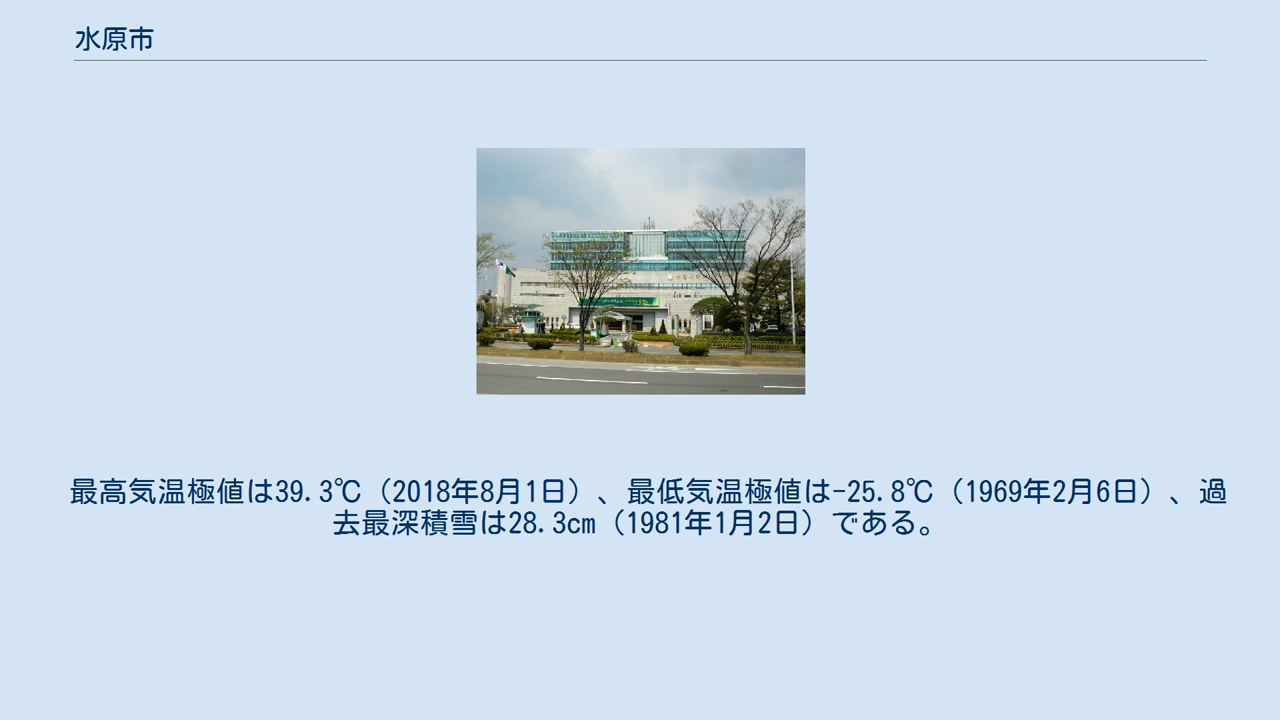 水原市
最高気温極値は39.3℃（2018年8月1日）、最低気温極値は-25.8℃（1969年2月6日）、過
去最深積雪は28.3cm（1981年1月2日）である。